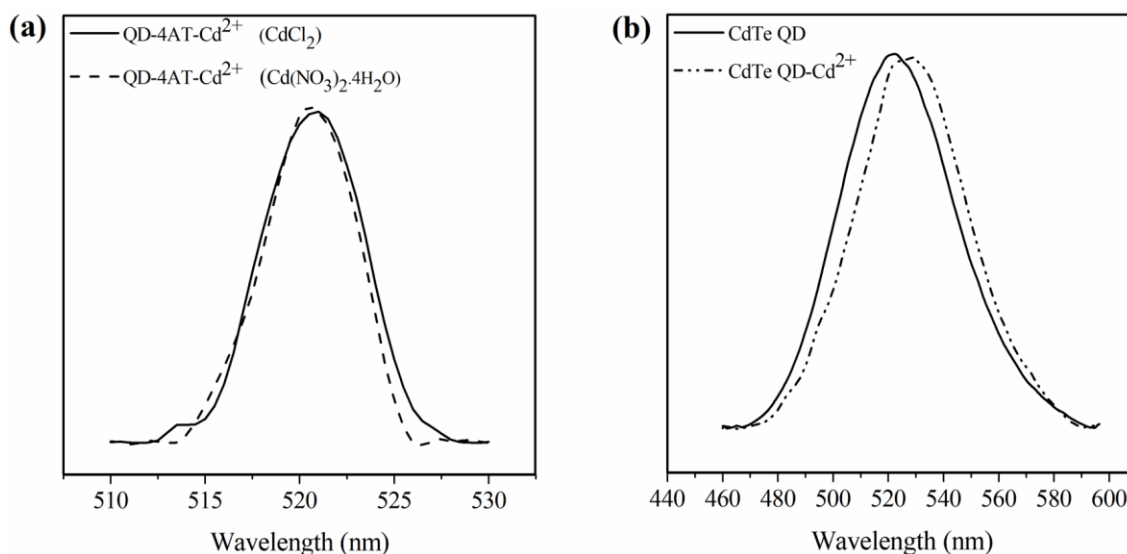 (a)
QD-4AT-Cd²⁺ (CdCl₂)
QD-4AT-Cd²⁺ (Cd(NO₃)₂.4H₂O)
510 515 520 525 530
Wavelength (nm)
(b)
CdTe QD
CdTe QD-Cd²⁺
440 460 480 500 520 540 560 580 600
Wavelength (nm)